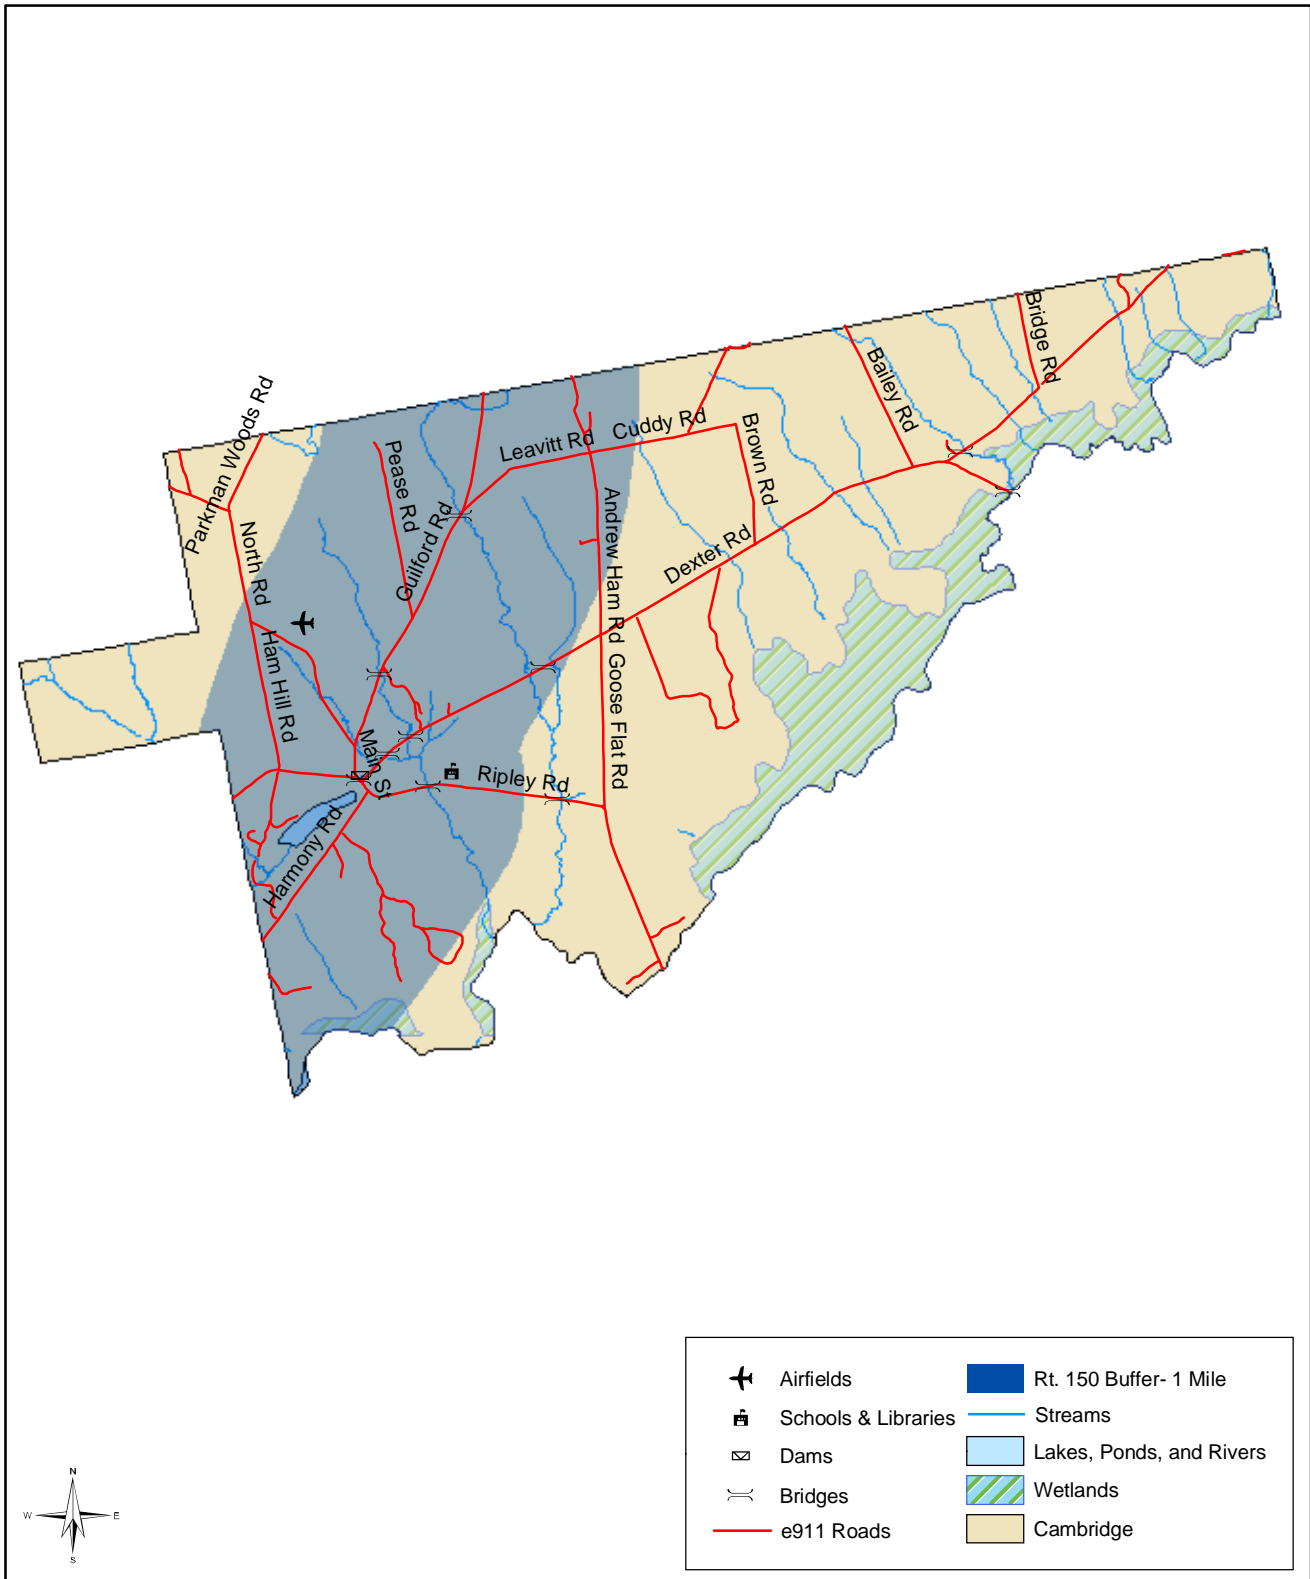 Bridge Rd
Bailey Rd
Parkman Woods Rd
Cuddy Rd
Brown Rd
Leavitt Rd
Pease Rd
Guilford Rd
Andrew Ham Rd
North Rd
Dexter Rd
Ham Hill Rd
Goose Flat Rd
Main St
Ripley Rd
Harmony Rd
Airfields
Schools & Libraries
Dams
Bridges
e911 Roads
Rt. 150 Buffer- 1 Mile
Streams
Lakes, Ponds, and Rivers
Wetlands
Cambridge
N
W E
S